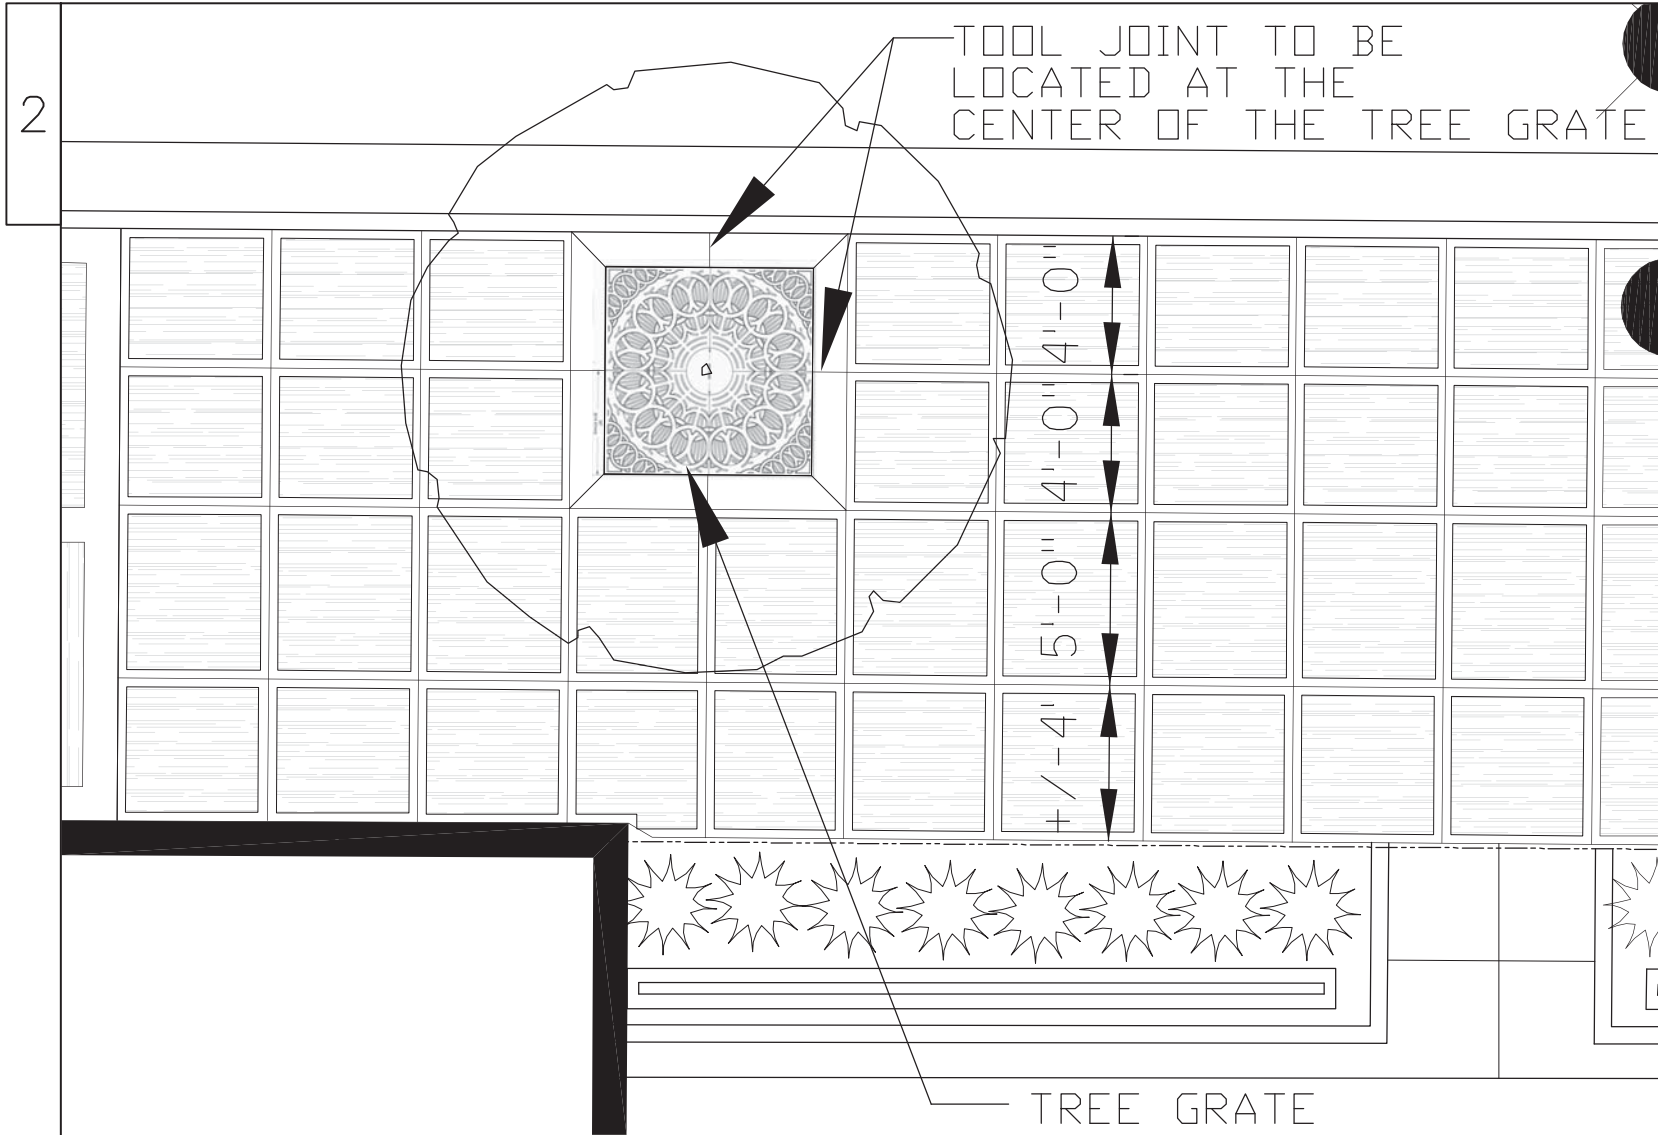 2
TOOL JOINT TO BE
LOCATED AT THE
CENTER OF THE TREE GRATE
4'-0"
4'-0"
5'-0"
+/-4'
TREE GRATE